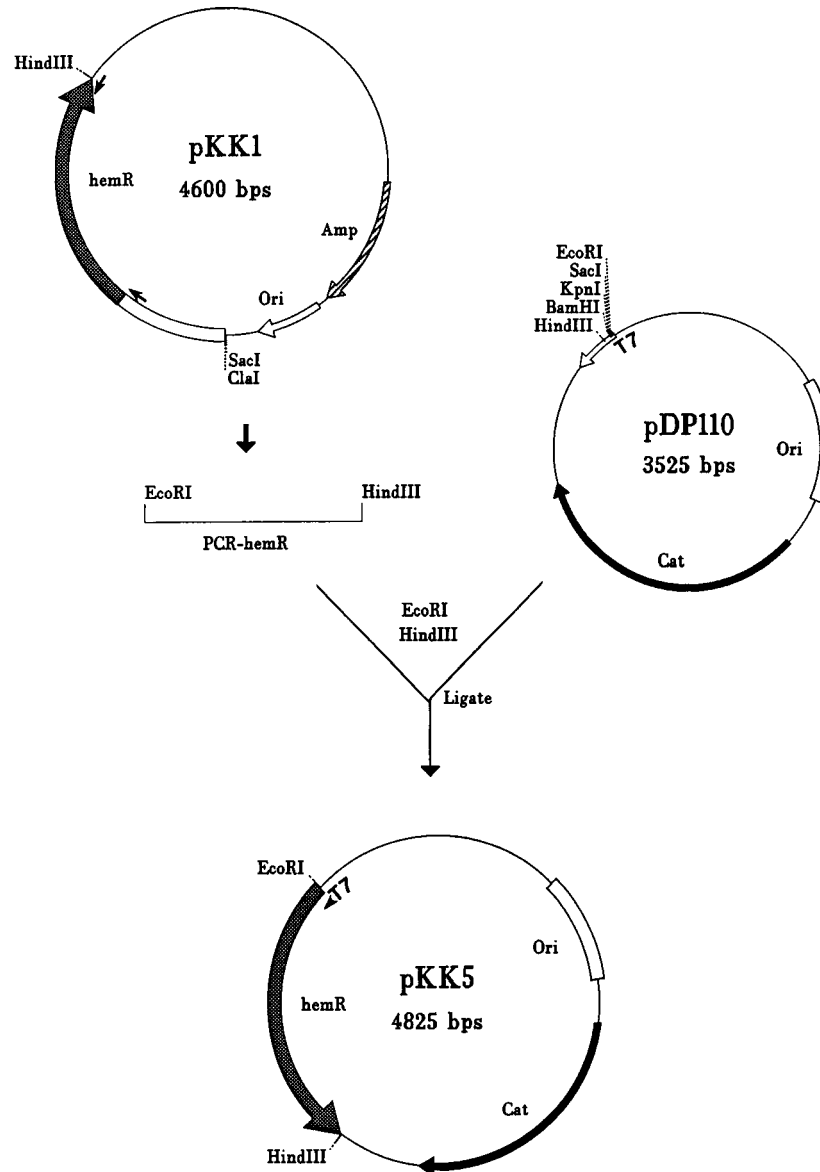 HindIII
pKK1
4600 bps
hemR
Amp
Ori
SacI
ClaI
EcoRI
SacI
KpnI
BamHI
HindIII
T7
pDP110
3525 bps
Ori
Cat
EcoRI
HindIII
PCR-hemR
EcoRI
HindIII
Ligate
EcoRI
T7
pKK5
4825 bps
hemR
Ori
Cat
HindIII